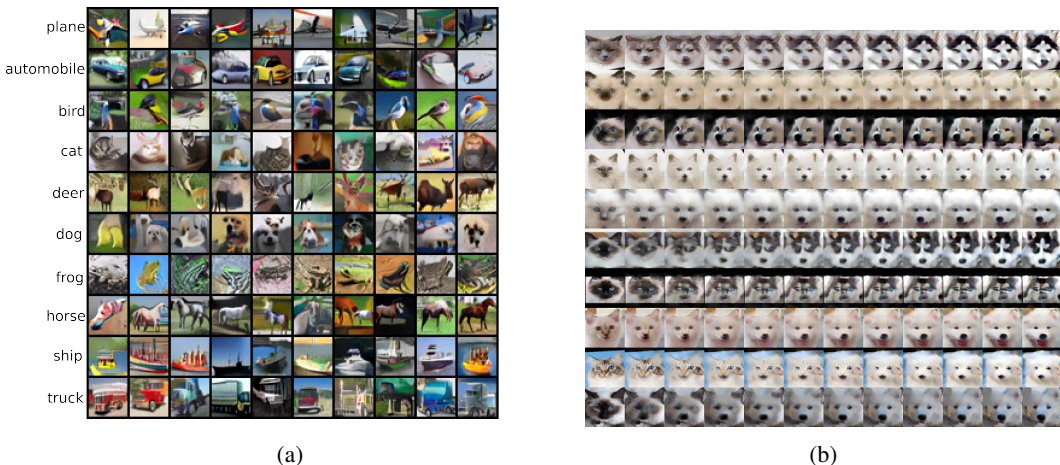 plane
automobile
bird
cat
deer
dog
frog
horse
ship
truck
(a)
(b)